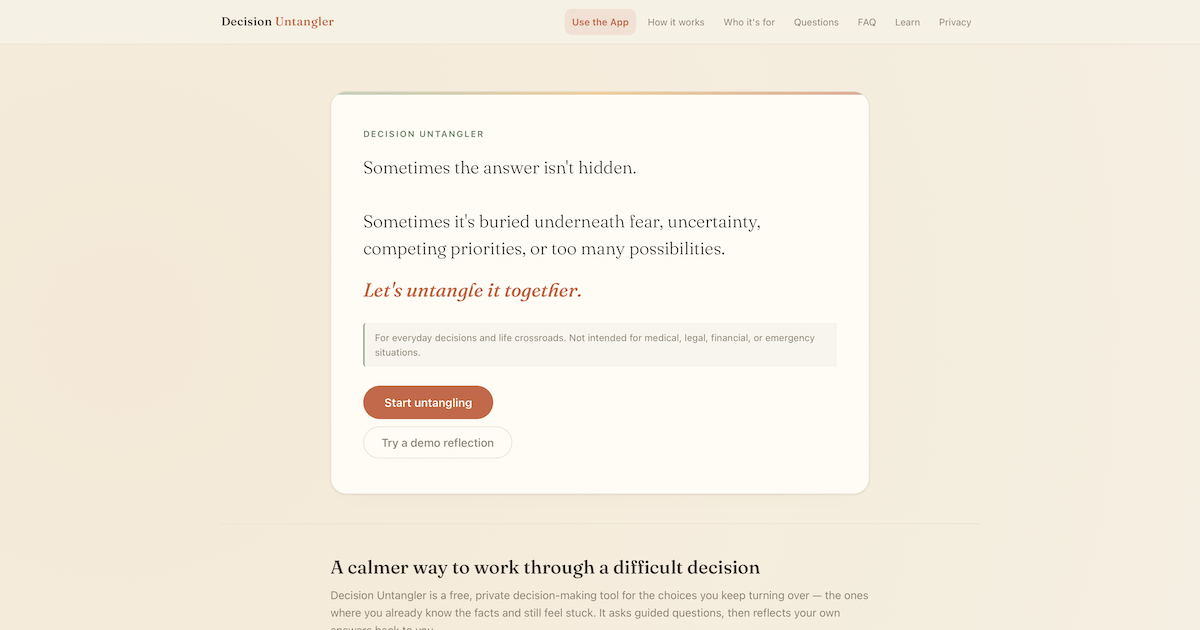 Decision Untangler
Use the App
How it works
Who it's for
Questions
FAQ
Learn
Privacy
DECISION UNTANGLER
Sometimes the answer isn't hidden.
Sometimes it's buried underneath fear, uncertainty,
competing priorities, or too many possibilities.
Let's untangle it together.
For everyday decisions and life crossroads. Not intended for medical, legal, financial, or emergency
situations.
Start untangling
Try a demo reflection
A calmer way to work through a difficult decision
Decision Untangler is a free, private decision-making tool for the choices you keep turning over — the ones
where you already know the facts and still feel stuck. It asks guided questions, then reflects your own
answers back to you.